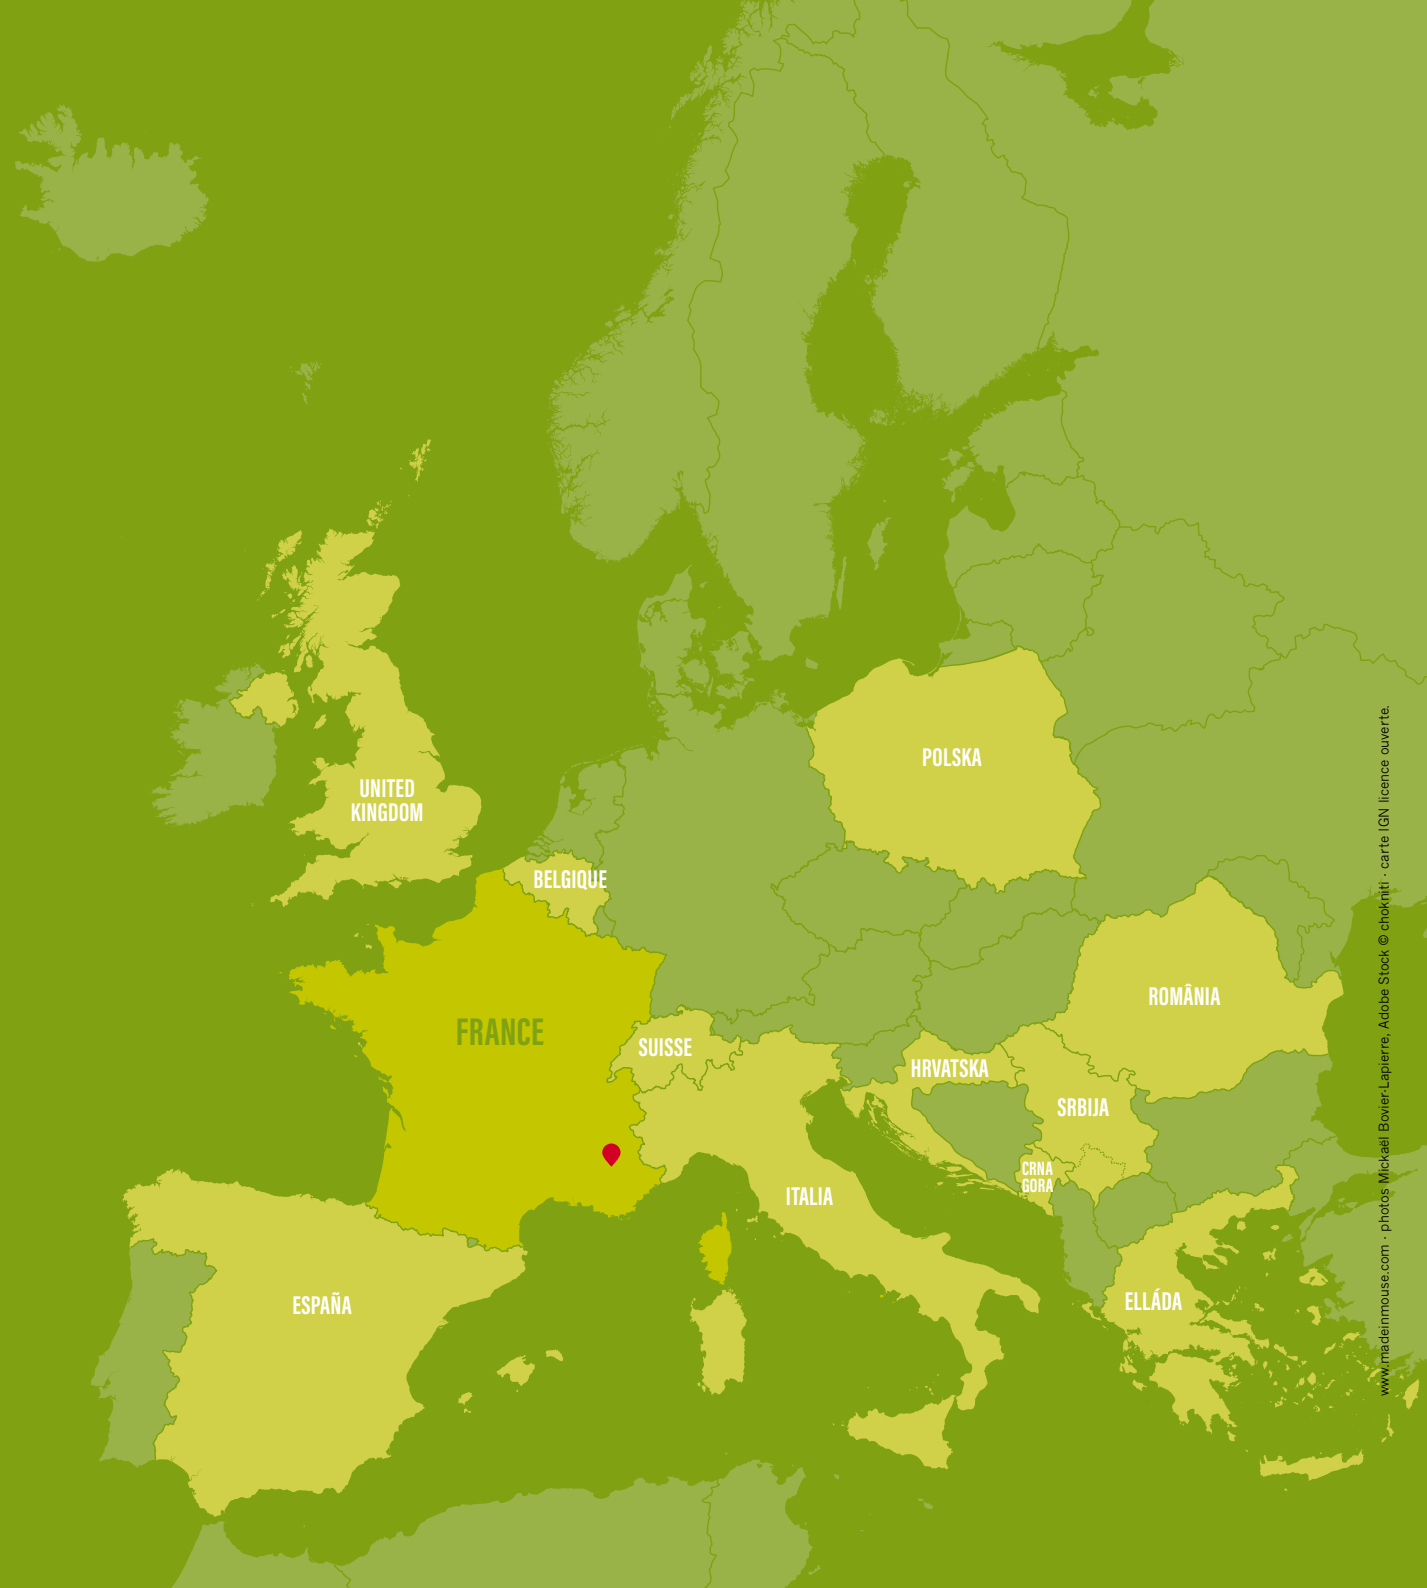 POLSKA
UNITED
KINGDOM
BELGIQUE
ROMÂNIA
FRANCE
SUISSE
HRVATSKA
SRBIJA
CRNA
GORA
ITALIA
ESPAÑA
ELLÁDA
www.madeinmouse.com · photos Mickaël Bovier-Lapierre, Adobe Stock © chokniti · carte IGN licence ouverte.